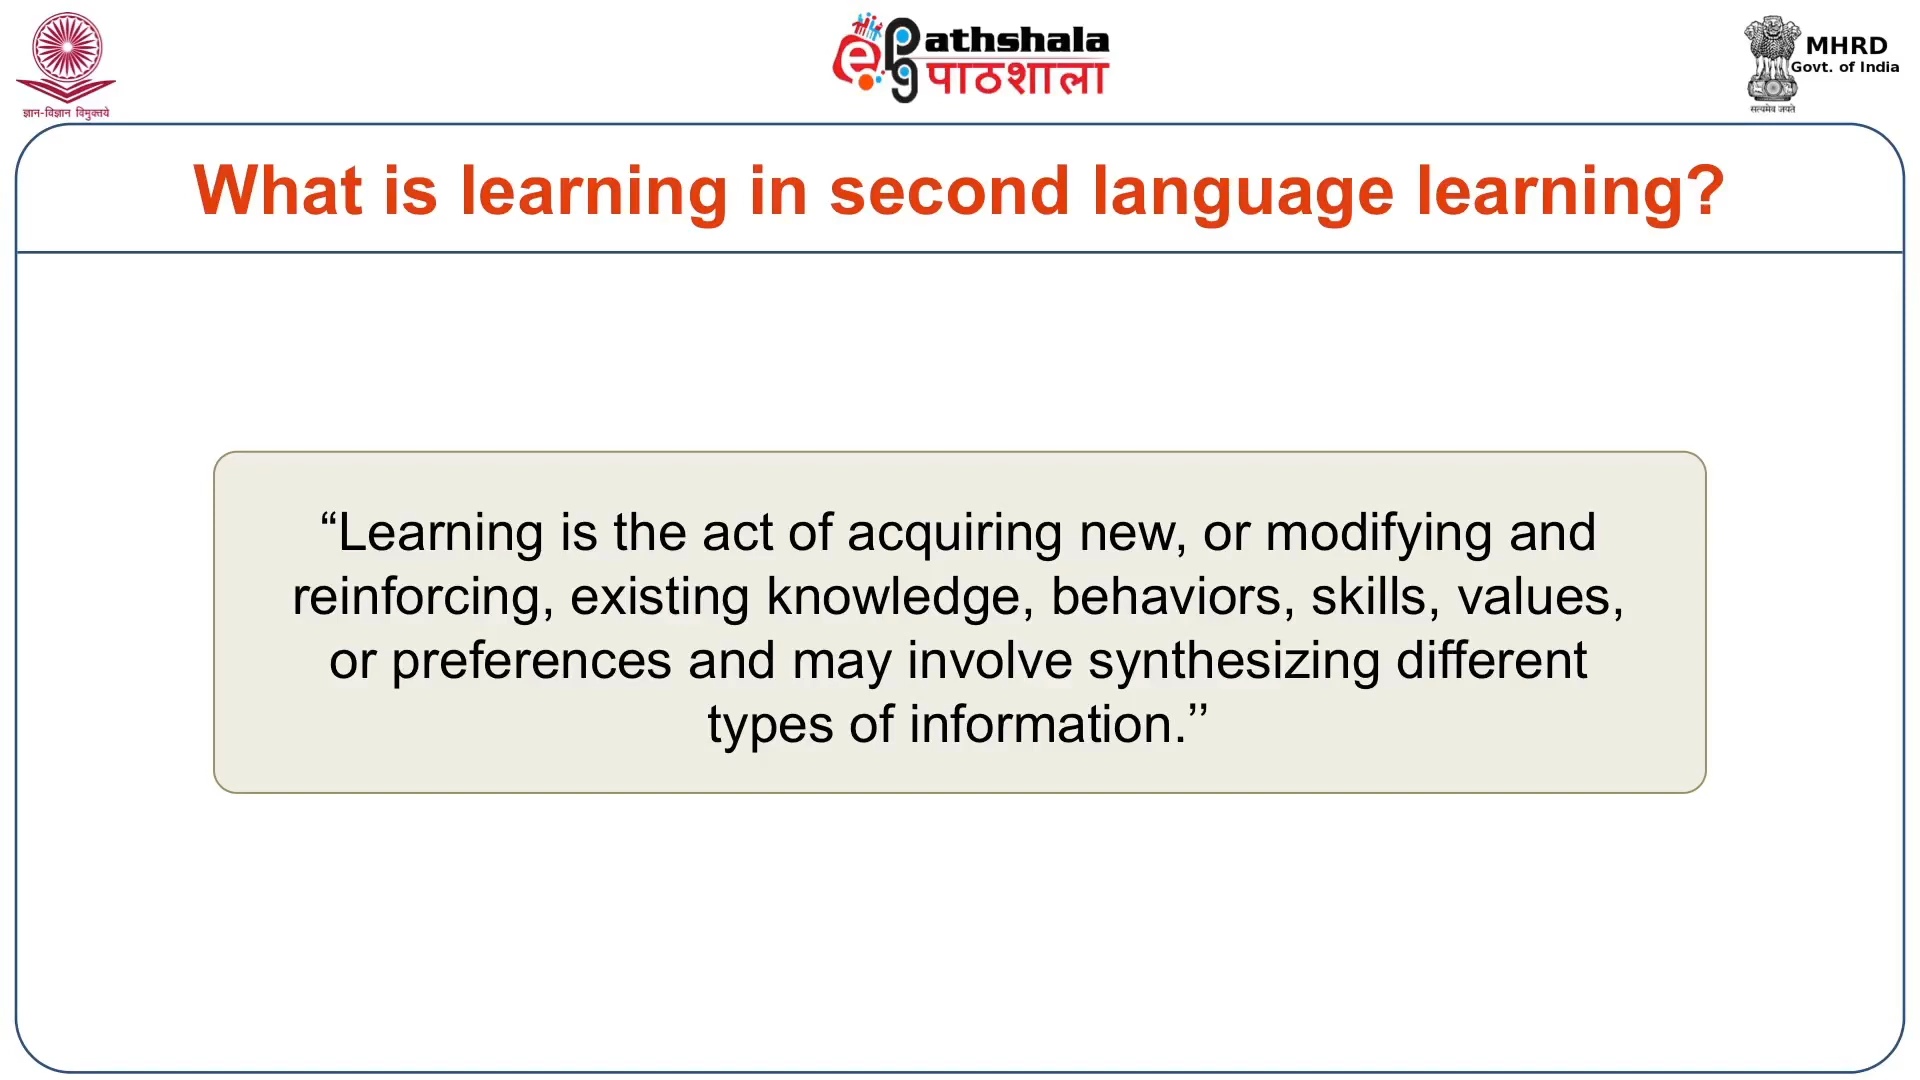 ज्ञान-विज्ञान विमुक्तये
ePg Pathshala
पाठशाला
MHRD
Govt. of India
सत्यमेव जयते
What is learning in second language learning?
“Learning is the act of acquiring new, or modifying and
reinforcing, existing knowledge, behaviors, skills, values,
or preferences and may involve synthesizing different
types of information.’’